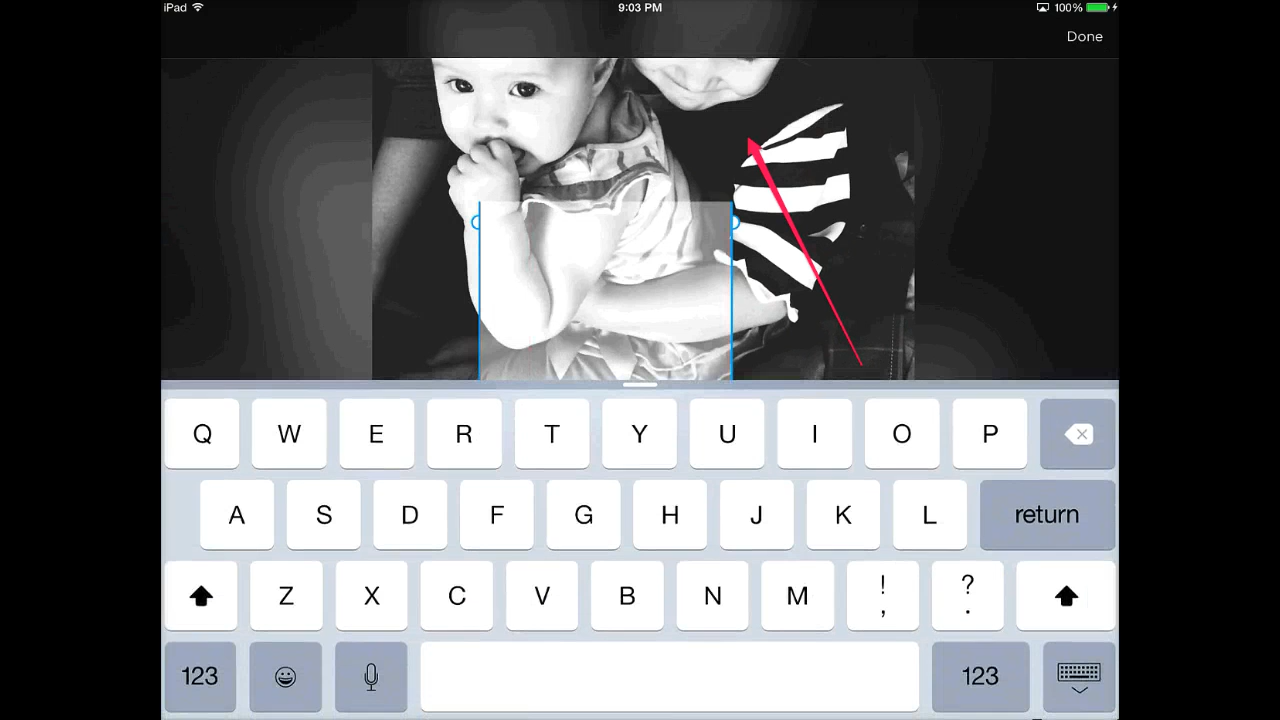 iPad 9:03 PM 100%
Done
Q W E R T Y U I O P
A S D F G H J K L return
Z X C V B N M ! , ? .
123 123